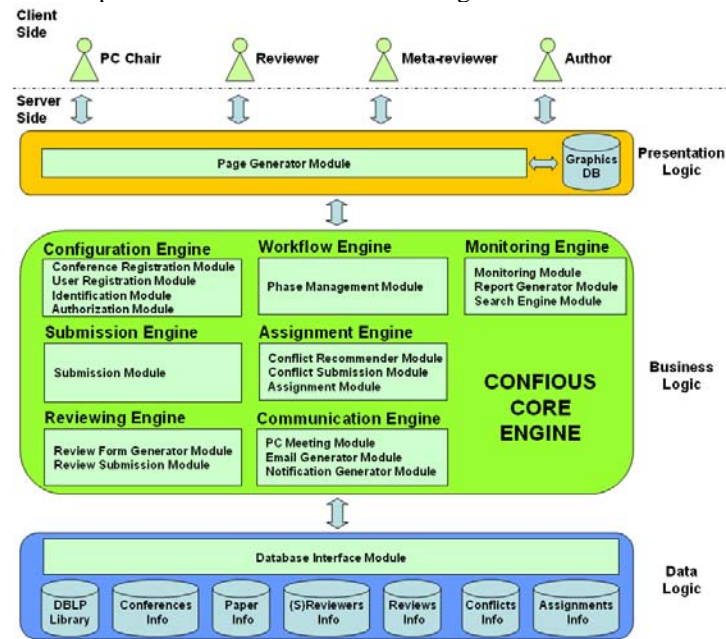 Client
Side
PC Chair
Reviewer
Meta-reviewer
Author
Server
Side
Page Generator Module
Graphics
DB
Presentation
Logic
Configuration Engine
Conference Registration Module
User Registration Module
Identification Module
Authorization Module
Workflow Engine
Phase Management Module
Monitoring Engine
Monitoring Module
Report Generator Module
Search Engine Module
Submission Engine
Submission Module
Assignment Engine
Conflict Recommender Module
Conflict Submission Module
Assignment Module
CONFIOUS
CORE
ENGINE
Business
Logic
Reviewing Engine
Review Form Generator Module
Review Submission Module
Communication Engine
PC Meeting Module
Email Generator Module
Notification Generator Module
Database Interface Module
DBLP
Library
Conferences
Info
Paper
Info
(S)Reviewers
Info
Reviews
Info
Conflicts
Info
Assignments
Info
Data
Logic